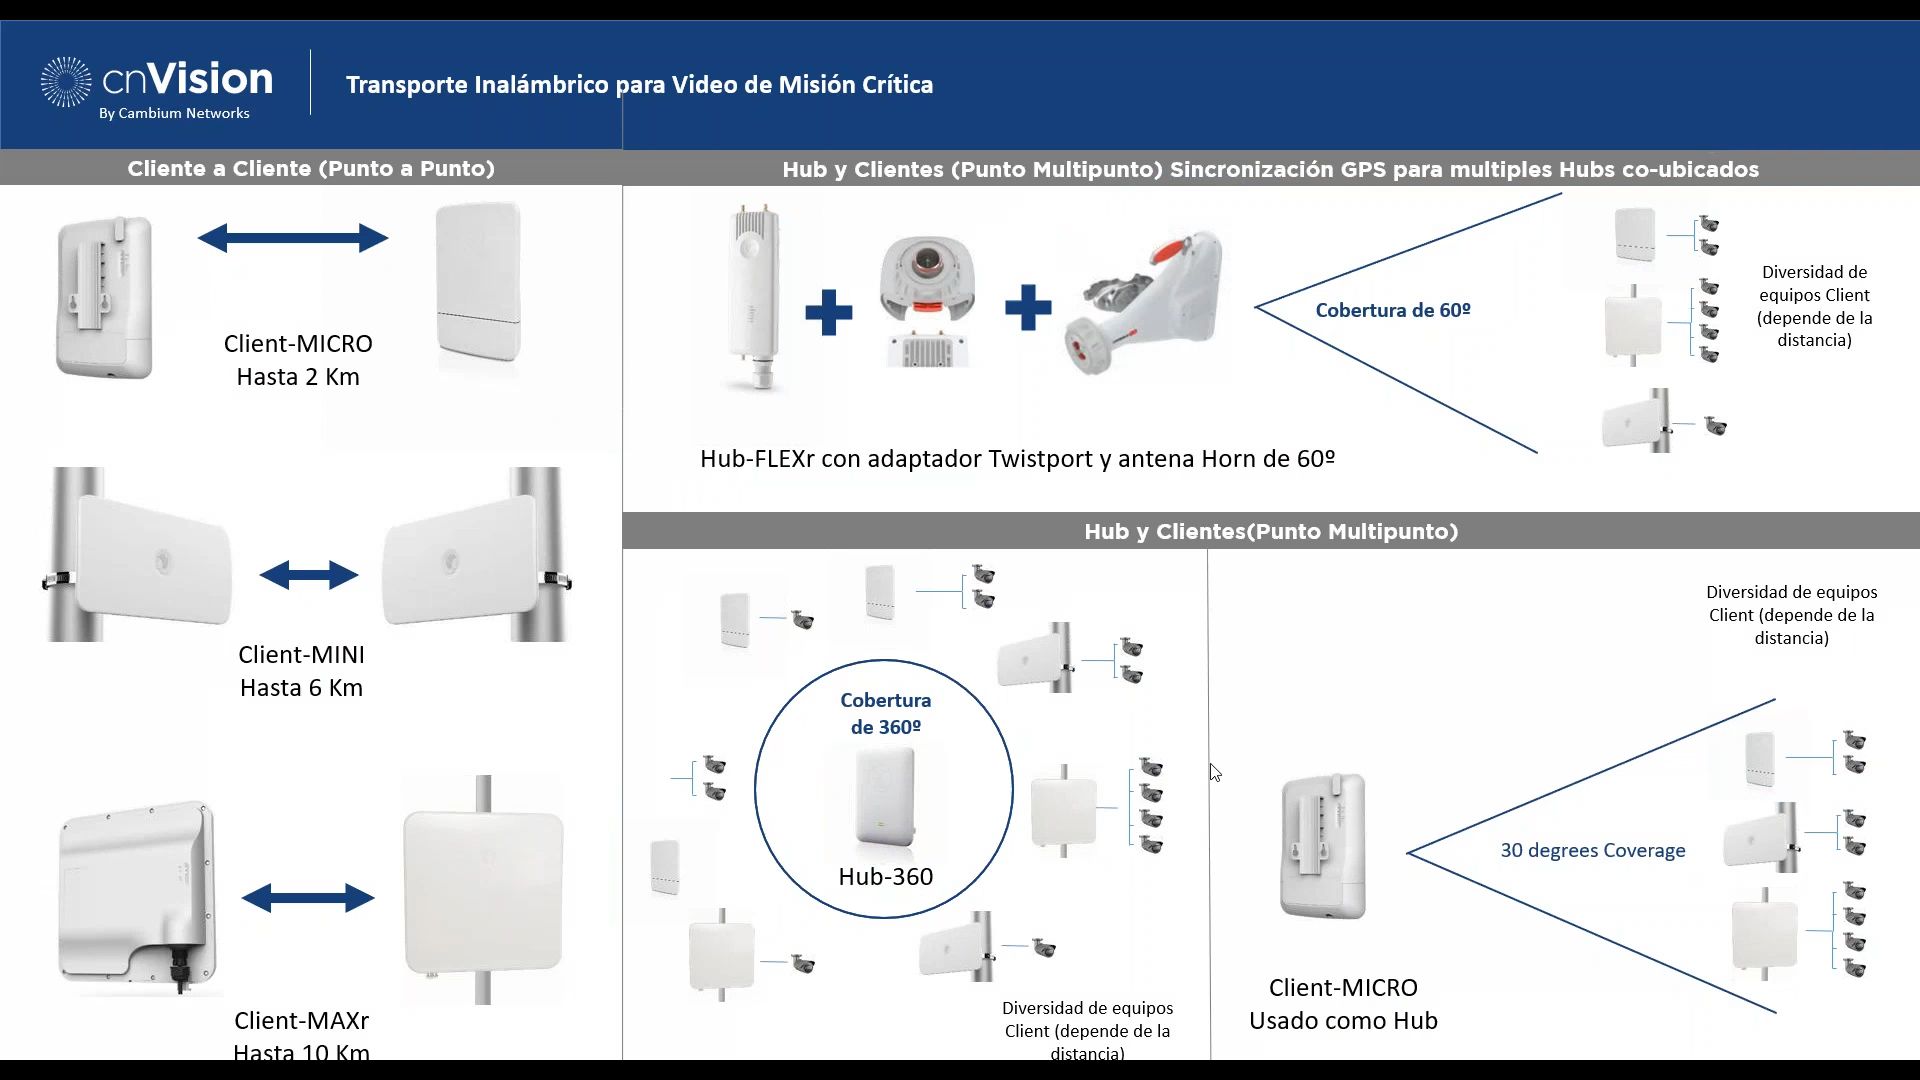 cnVision
By Cambium Networks
Transporte Inalámbrico para Video de Misión Crítica
Cliente a Cliente (Punto a Punto)
Client-MICRO
Hasta 2 Km
Client-MINI
Hasta 6 Km
Client-MAXr
Hasta 10 Km
Hub y Clientes (Punto Multipunto) Sincronización GPS para multiples Hubs co-ubicados
Cobertura de 60º
Diversidad de
equipos Client
(depende de la
distancia)
Hub-FLEXr con adaptador Twistport y antena Horn de 60º
Hub y Clientes(Punto Multipunto)
Cobertura
de 360º
Hub-360
Diversidad de equipos
Client (depende de la
distancia)
Diversidad de equipos
Client (depende de la
distancia)
30 degrees Coverage
Client-MICRO
Usado como Hub